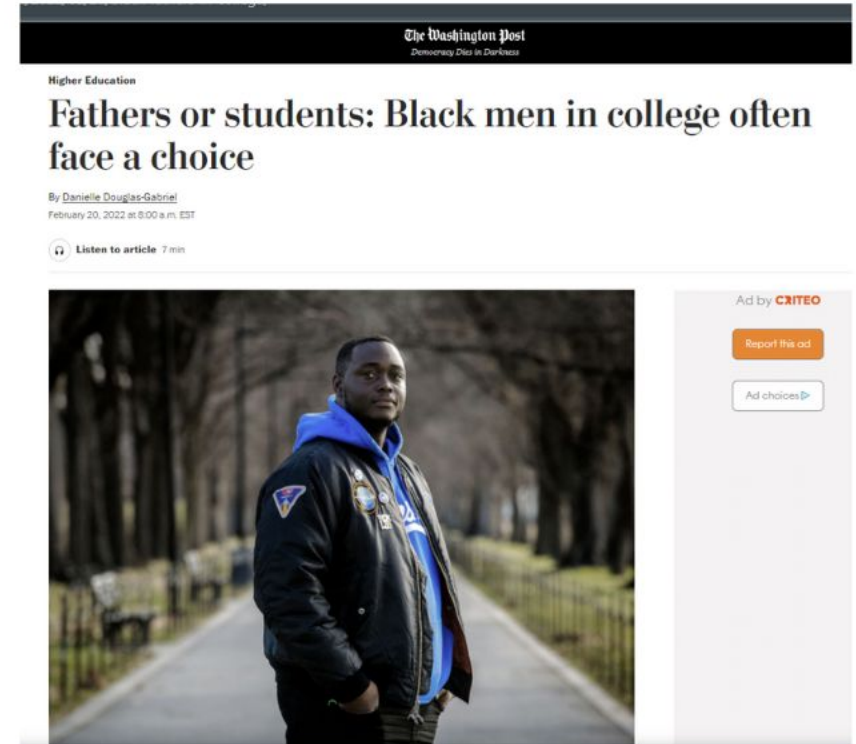 The Washington Post
Democracy Dies in Darkness
Higher Education
Fathers or students: Black men in college often
face a choice
By Danielle Douglas-Gabriel
February 20, 2022 at 8:00 a.m. EST
Listen to article 7 min
Ad by CRITEO
Report this ad
Ad choices